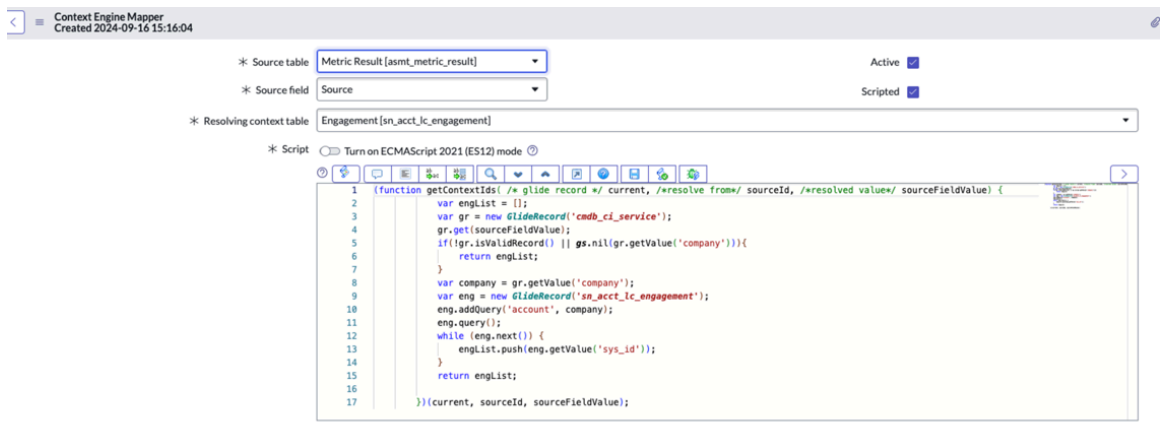 Context Engine Mapper
Created 2024-09-16 15:16:04
* Source table Metric Result [asmt_metric_result] Active
* Source field Source Scripted
* Resolving context table Engagement [sn_acct_lc_engagement]
* Script Turn on ECMAScript 2021 (ES12) mode
1 (function getContextIds( /* glide record */ current, /*resolve from*/ sourceId, /*resolved value*/ sourceFieldValue) {
2 var engList = [];
3 var gr = new GlideRecord('cmdb_ci_service');
4 gr.get(sourceFieldValue);
5 if(!gr.isValidRecord() || gs.nil(gr.getValue('company'))){
6 return engList;
7 }
8 var company = gr.getValue('company');
9 var eng = new GlideRecord('sn_acct_lc_engagement');
10 eng.addQuery('account', company);
11 eng.query();
12 while (eng.next()) {
13 engList.push(eng.getValue('sys_id'));
14 }
15 return engList;
16
17 })(current, sourceId, sourceFieldValue);